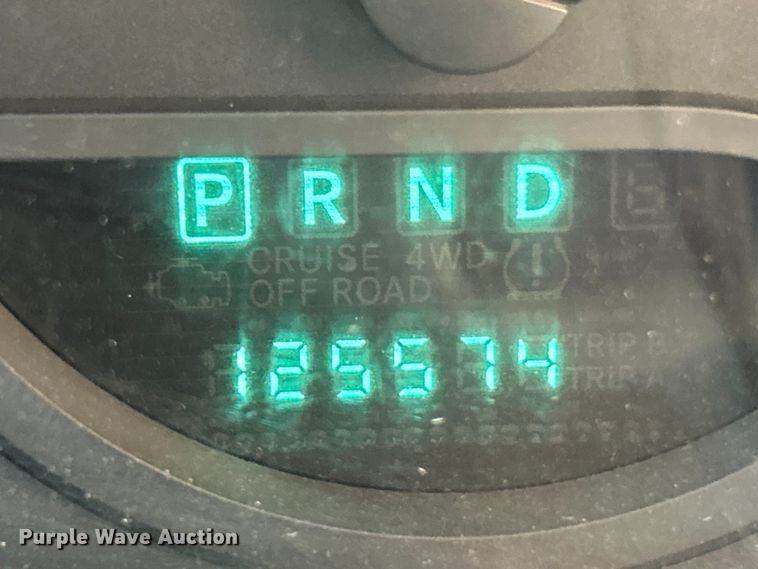 P R N D
CRUISE 4WD
OFF ROAD
125574 TRIP B
TRIP A
Purple Wave Auction